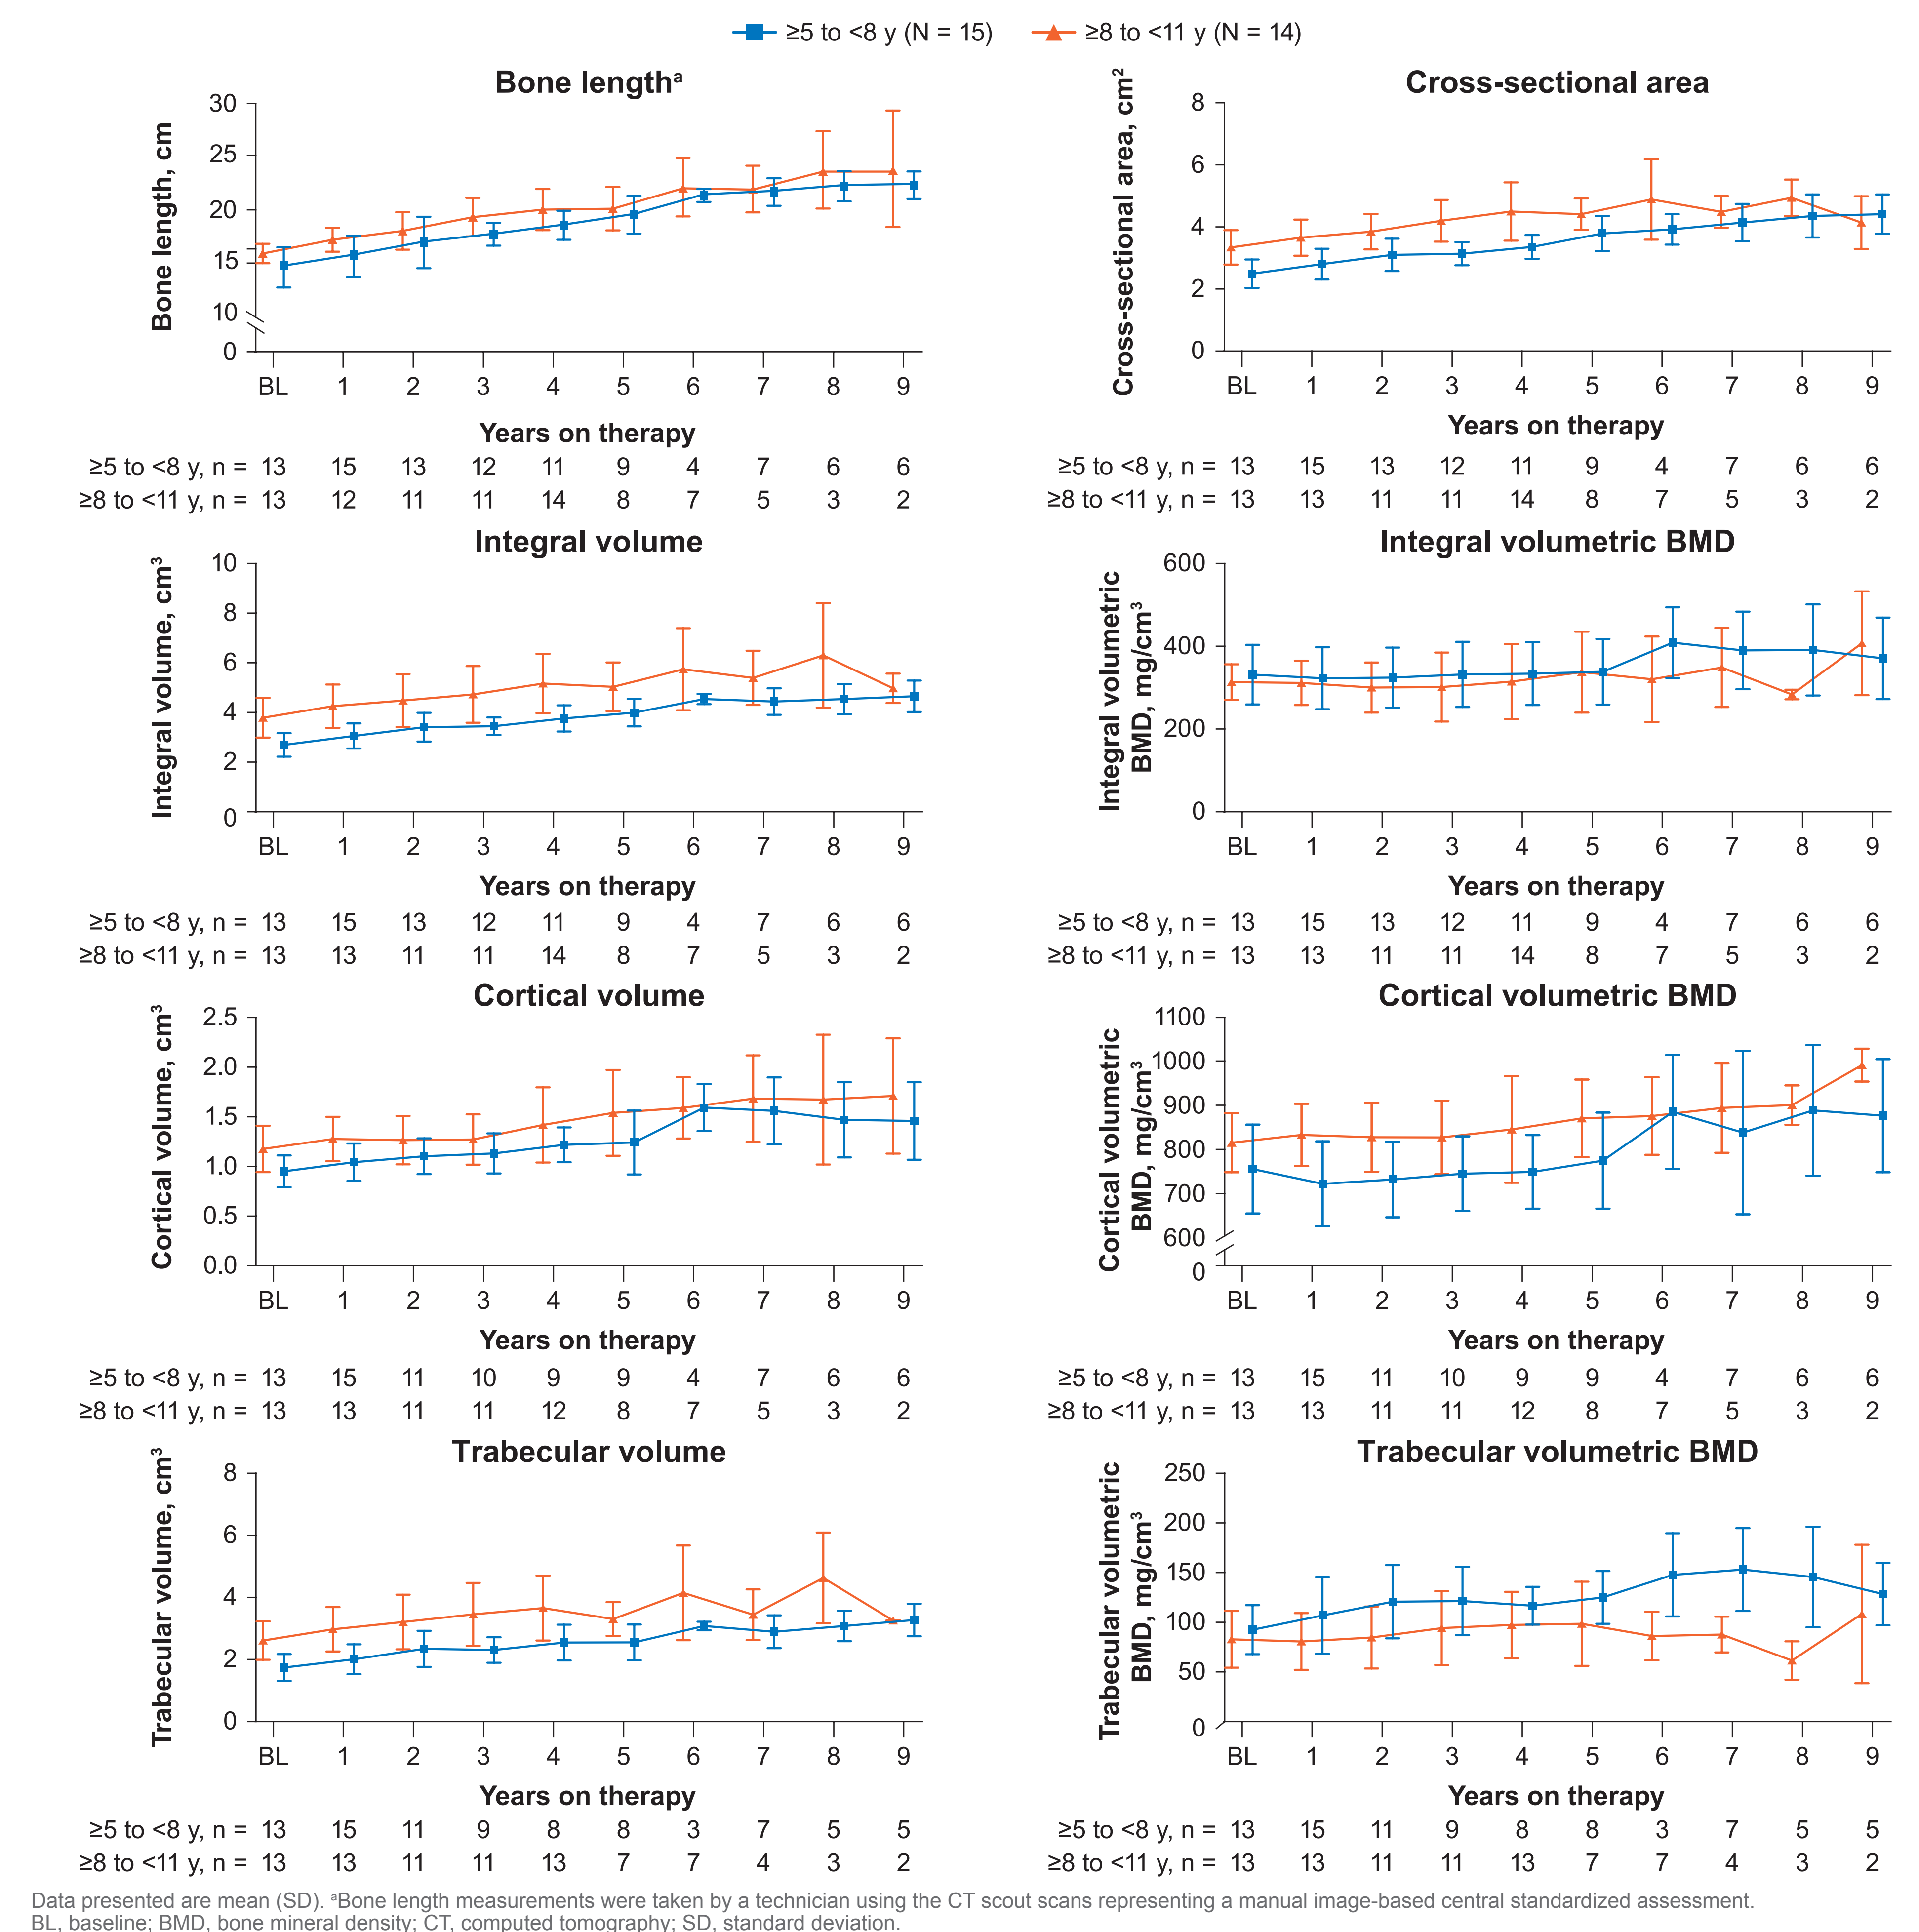 ≥5 to <8 y (N = 15) ≥8 to <11 y (N = 14)
Bone lengthᵃ
Bone length, cm
30
25
20
15
10
0
BL 1 2 3 4 5 6 7 8 9
Years on therapy
≥5 to <8 y, n = 13 15 13 12 11 9 4 7 6 6
≥8 to <11 y, n = 13 12 11 11 14 8 7 5 3 2
Cross-sectional area
Cross-sectional area, cm²
8
6
4
2
0
BL 1 2 3 4 5 6 7 8 9
Years on therapy
≥5 to <8 y, n = 13 15 13 12 11 9 4 7 6 6
≥8 to <11 y, n = 13 13 11 11 14 8 7 5 3 2
Integral volume
Integral volume, cm³
10
8
6
4
2
0
BL 1 2 3 4 5 6 7 8 9
Years on therapy
≥5 to <8 y, n = 13 15 13 12 11 9 4 7 6 6
≥8 to <11 y, n = 13 13 11 11 14 8 7 5 3 2
Integral volumetric BMD
Integral volumetric
BMD, mg/cm³
600
400
200
0
BL 1 2 3 4 5 6 7 8 9
Years on therapy
≥5 to <8 y, n = 13 15 13 12 11 9 4 7 6 6
≥8 to <11 y, n = 13 13 11 11 14 8 7 5 3 2
Cortical volume
Cortical volume, cm³
2.5
2.0
1.5
1.0
0.5
0.0
BL 1 2 3 4 5 6 7 8 9
Years on therapy
≥5 to <8 y, n = 13 15 11 10 9 9 4 7 6 6
≥8 to <11 y, n = 13 13 11 11 12 8 7 5 3 2
Cortical volumetric BMD
Cortical volumetric
BMD, mg/cm³
1100
1000
900
800
700
600
0
BL 1 2 3 4 5 6 7 8 9
Years on therapy
≥5 to <8 y, n = 13 15 11 10 9 9 4 7 6 6
≥8 to <11 y, n = 13 13 11 11 12 8 7 5 3 2
Trabecular volume
Trabecular volume, cm³
8
6
4
2
0
BL 1 2 3 4 5 6 7 8 9
Years on therapy
≥5 to <8 y, n = 13 15 11 9 8 8 3 7 5 5
≥8 to <11 y, n = 13 13 11 11 13 7 7 4 3 2
Trabecular volumetric BMD
Trabecular volumetric
BMD, mg/cm³
250
200
150
100
50
0
BL 1 2 3 4 5 6 7 8 9
Years on therapy
≥5 to <8 y, n = 13 15 11 9 8 8 3 7 5 5
≥8 to <11 y, n = 13 13 11 11 13 7 7 4 3 2
Data presented are mean (SD). ᵃBone length measurements were taken by a technician using the CT scout scans representing a manual image-based central standardized assessment.
BL, baseline; BMD, bone mineral density; CT, computed tomography; SD, standard deviation.